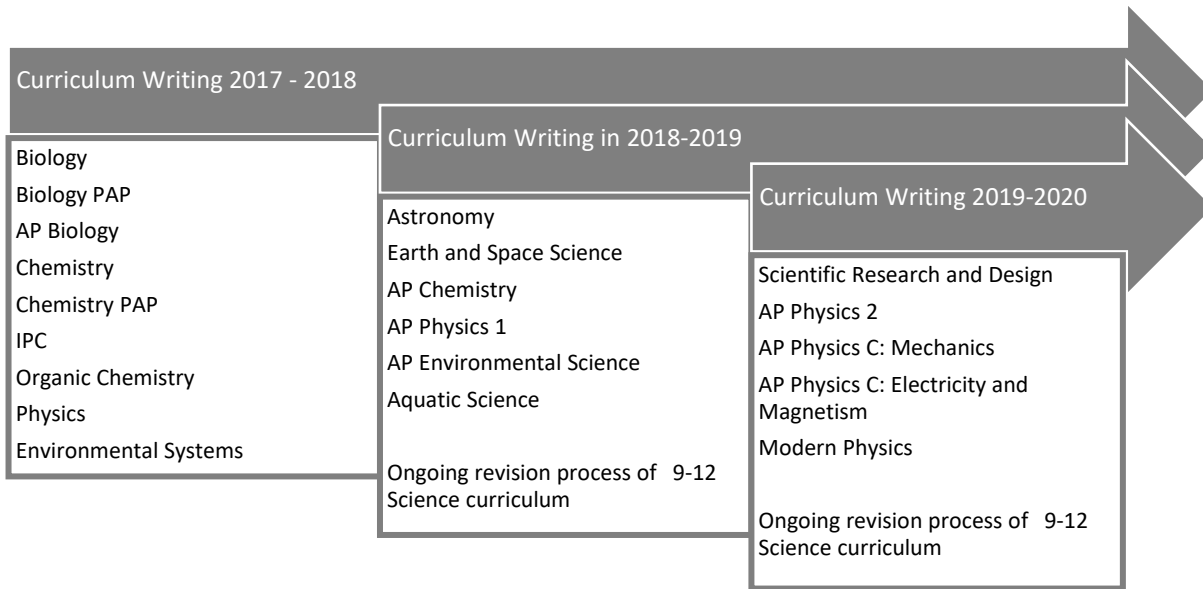 Curriculum Writing 2017 - 2018
Biology
Biology PAP
AP Biology
Chemistry
Chemistry PAP
IPC
Organic Chemistry
Physics
Environmental Systems
Curriculum Writing in 2018-2019
Astronomy
Earth and Space Science
AP Chemistry
AP Physics 1
AP Environmental Science
Aquatic Science
Ongoing revision process of 9-12
Science curriculum
Curriculum Writing 2019-2020
Scientific Research and Design
AP Physics 2
AP Physics C: Mechanics
AP Physics C: Electricity and
Magnetism
Modern Physics
Ongoing revision process of 9-12
Science curriculum